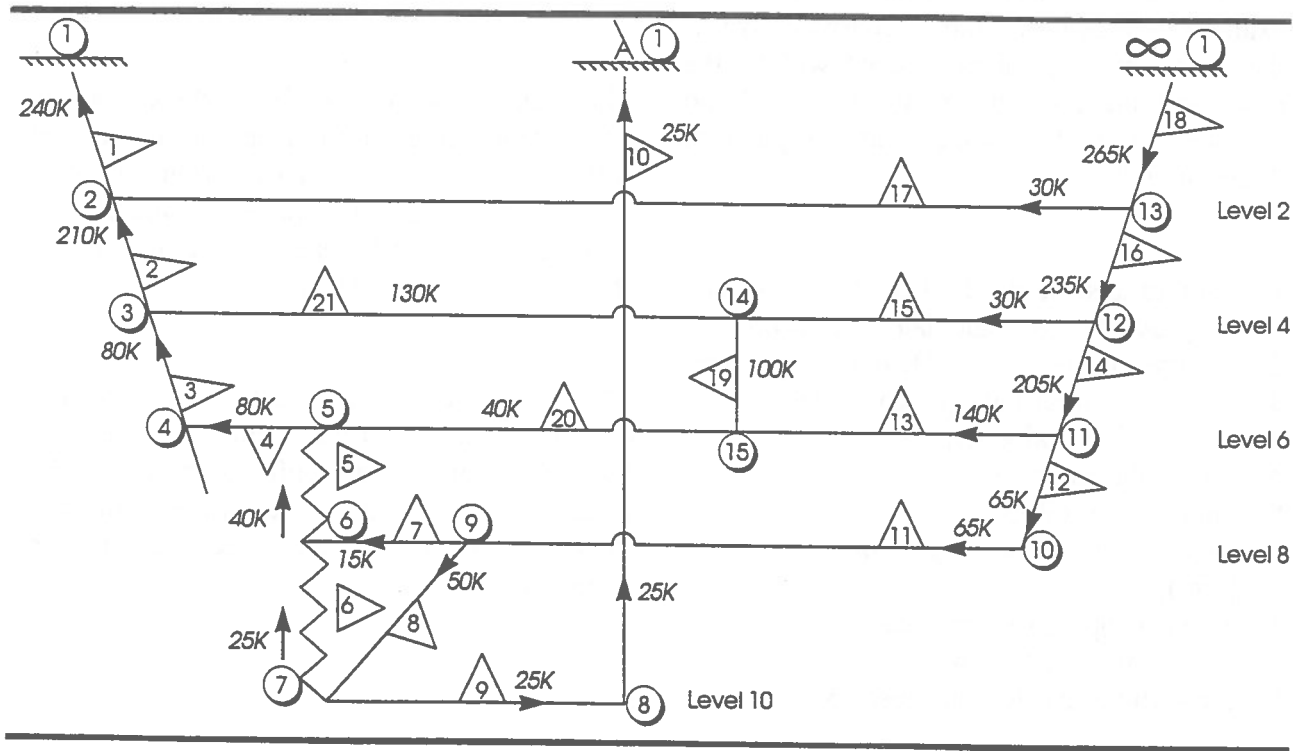 1 A 1 ∞ 1
240K
1
10
25K
18
265K
2
17
30K
13
Level 2
210K
2
16
3
21
130K
14
15
30K
235K
12
Level 4
80K
3
19
100K
14
205K
4
80K
5
40K
20
13
140K
11
Level 6
4
15
5
12
40K
6
7
9
11
65K
65K
10
Level 8
15K
50K
6
8
25K
25K
7
9
25K
8
Level 10